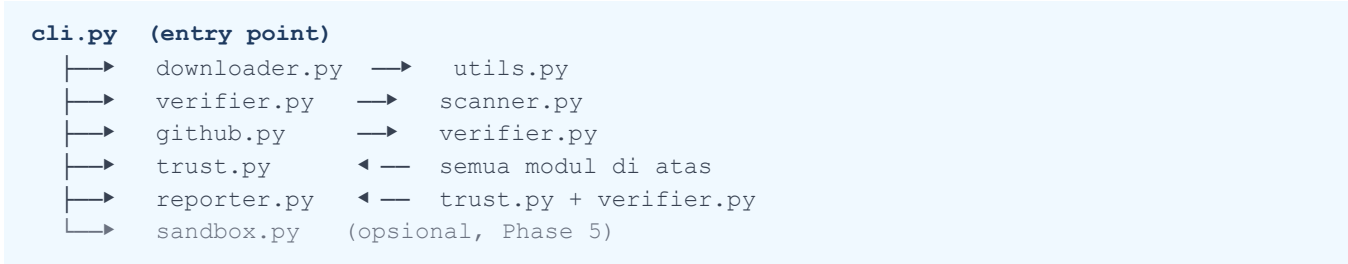 cli.py (entry point)
├──▶ downloader.py ──▶ utils.py
├──▶ verifier.py ──▶ scanner.py
├──▶ github.py ──▶ verifier.py
├──▶ trust.py ◀── semua modul di atas
├──▶ reporter.py ◀── trust.py + verifier.py
└──▶ sandbox.py (opsional, Phase 5)